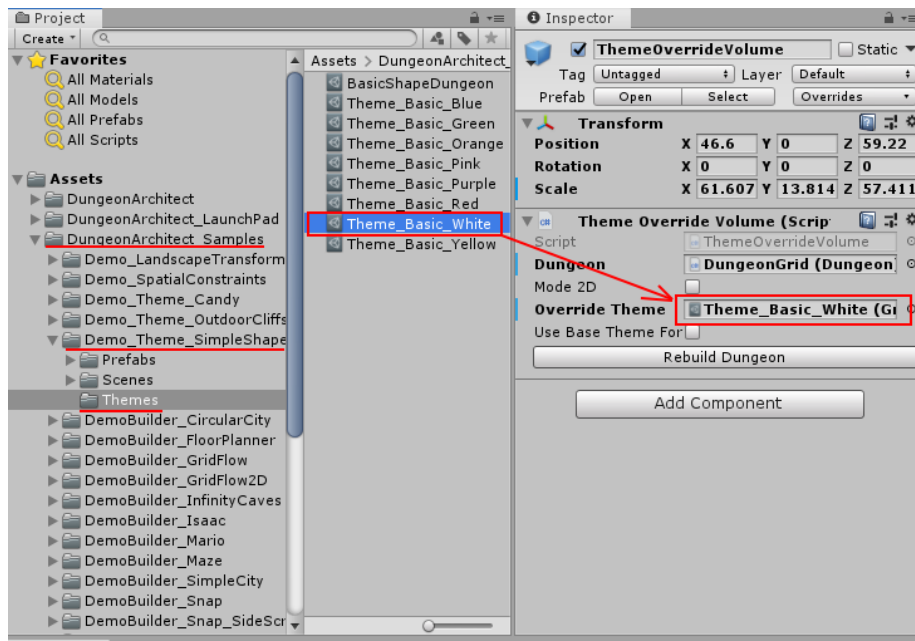 Project
Create
Favorites
All Materials
All Models
All Prefabs
All Scripts
Assets
DungeonArchitect
DungeonArchitect_LaunchPad
DungeonArchitect_Samples
Demo_LandscapeTransform
Demo_SpatialConstraints
Demo_Theme_Candy
Demo_Theme_OutdoorCliffs
Demo_Theme_SimpleShape
Prefabs
Scenes
Themes
DemoBuilder_CircularCity
DemoBuilder_FloorPlanner
DemoBuilder_GridFlow
DemoBuilder_GridFlow2D
DemoBuilder_InfinityCaves
DemoBuilder_Isaac
DemoBuilder_Mario
DemoBuilder_Maze
DemoBuilder_SimpleCity
DemoBuilder_Snap
DemoBuilder_Snap_SideScr
Assets > DungeonArchitect_
BasicShapeDungeon
Theme_Basic_Blue
Theme_Basic_Green
Theme_Basic_Orange
Theme_Basic_Pink
Theme_Basic_Purple
Theme_Basic_Red
Theme_Basic_White
Theme_Basic_Yellow
Inspector
ThemeOverrideVolume Static
Tag Untagged Layer Default
Prefab Open Select Overrides
Transform
Position X 46.6 Y 0 Z 59.22
Rotation X 0 Y 0 Z 0
Scale X 61.607 Y 13.814 Z 57.411
Theme Override Volume (Scrip
Script ThemeOverrideVolume
Dungeon DungeonGrid (Dungeon)
Mode 2D
Override Theme Theme_Basic_White (Gr
Use Base Theme For
Rebuild Dungeon
Add Component